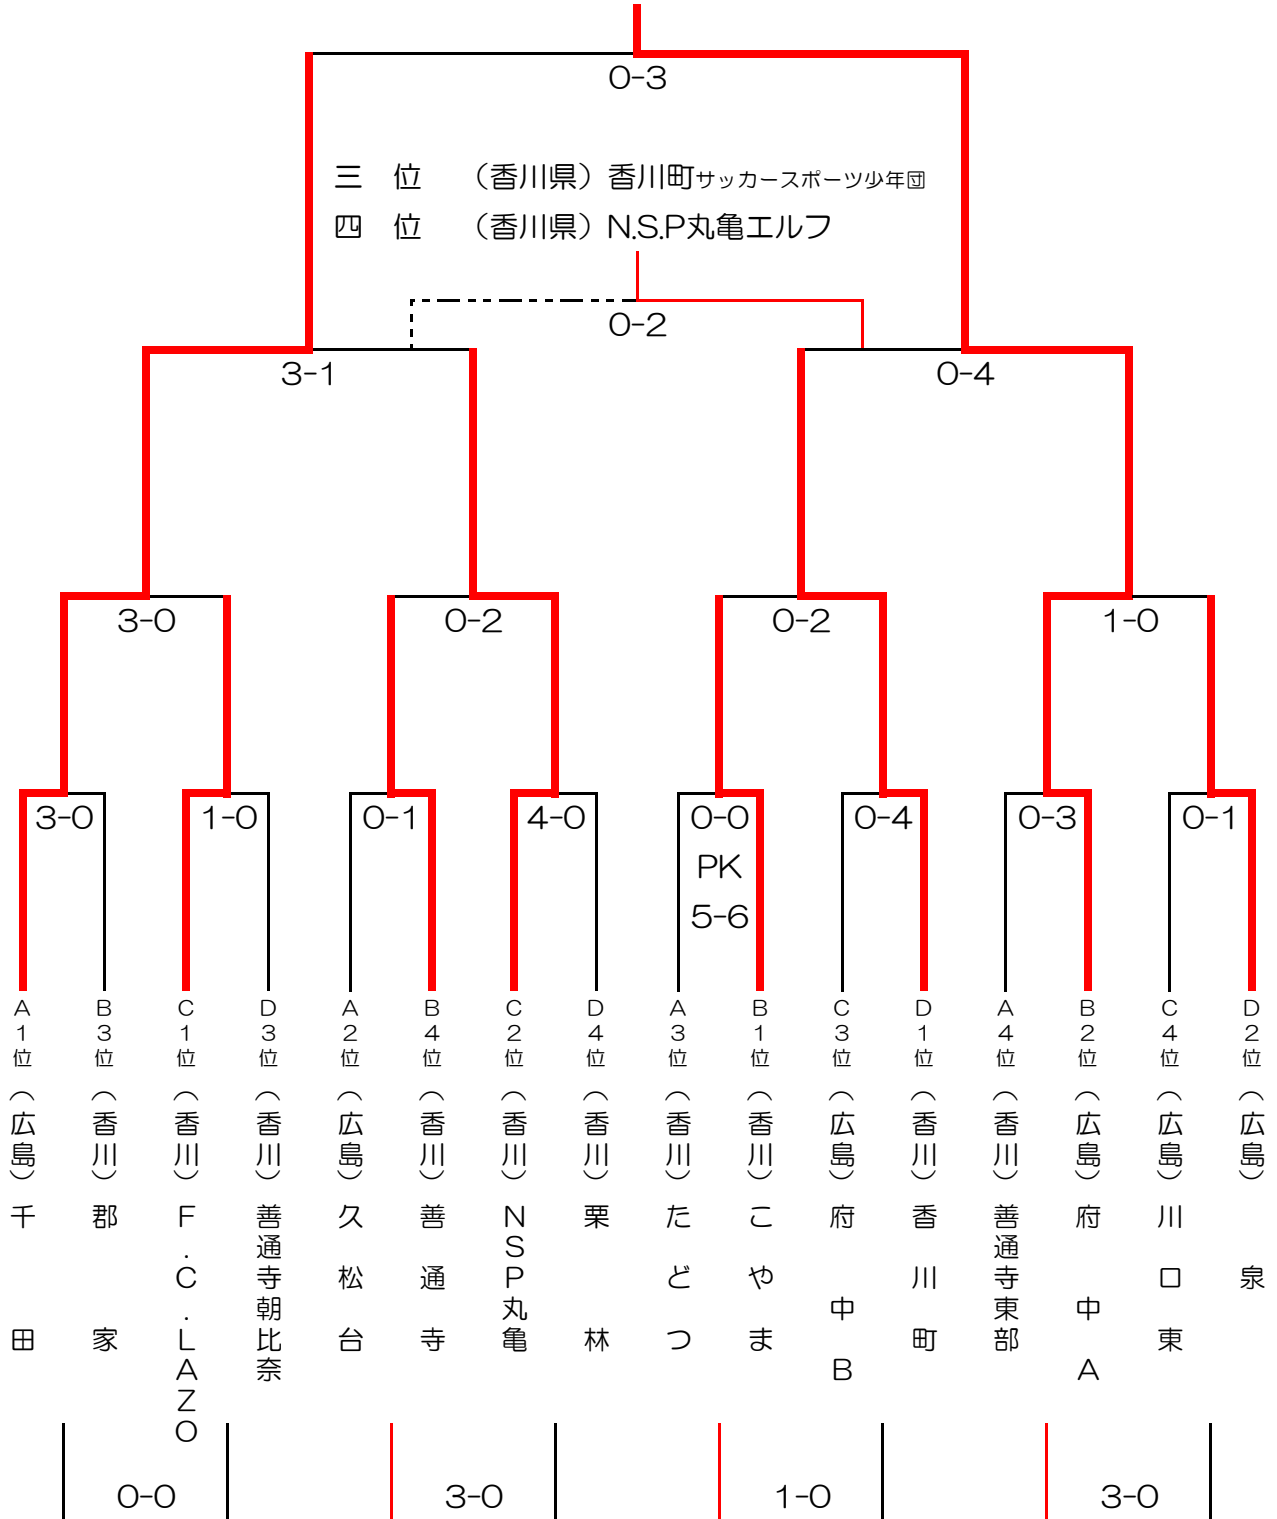 0-3
三　位　（香川県）香川町サッカースポーツ少年団
四　位　（香川県）N.S.P丸亀エルフ
0-2
3-1
0-4
3-0
0-2
0-2
1-0
3-0
1-0
0-1
4-0
0-0
PK
5-6
0-4
0-3
0-1
A1位（広島）千田
B3位（香川）郡家
C1位（香川）F.C.LAZO
D3位（香川）善通寺朝比奈
A2位（広島）久松台
B4位（香川）善通寺
C2位（香川）NSP丸亀
D4位（香川）栗林
A3位（香川）たどつ
B1位（香川）こやま
C3位（広島）府中B
D1位（香川）香川町
A4位（香川）善通寺東部
B2位（広島）府中A
C4位（広島）川口東
D2位（広島）泉
0-0
3-0
1-0
3-0